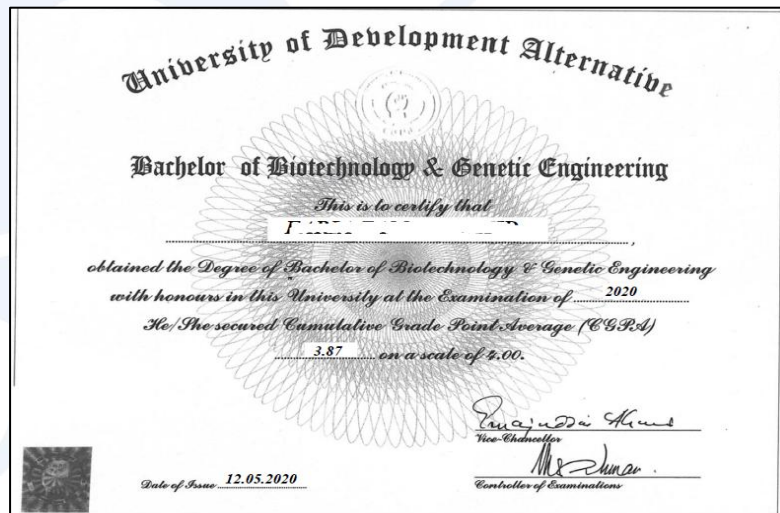 University of Development Alternative
Bachelor of Biotechnology & Genetic Engineering
This is to certify that
obtained the Degree of Bachelor of Biotechnology & Genetic Engineering
with honours in this University at the Examination of 2020
He/She secured Cumulative Grade Point Average (CGPA)
3.87 on a scale of 4.00.
Vice-Chancellor
Date of Issue 12.05.2020
Controller of Examinations